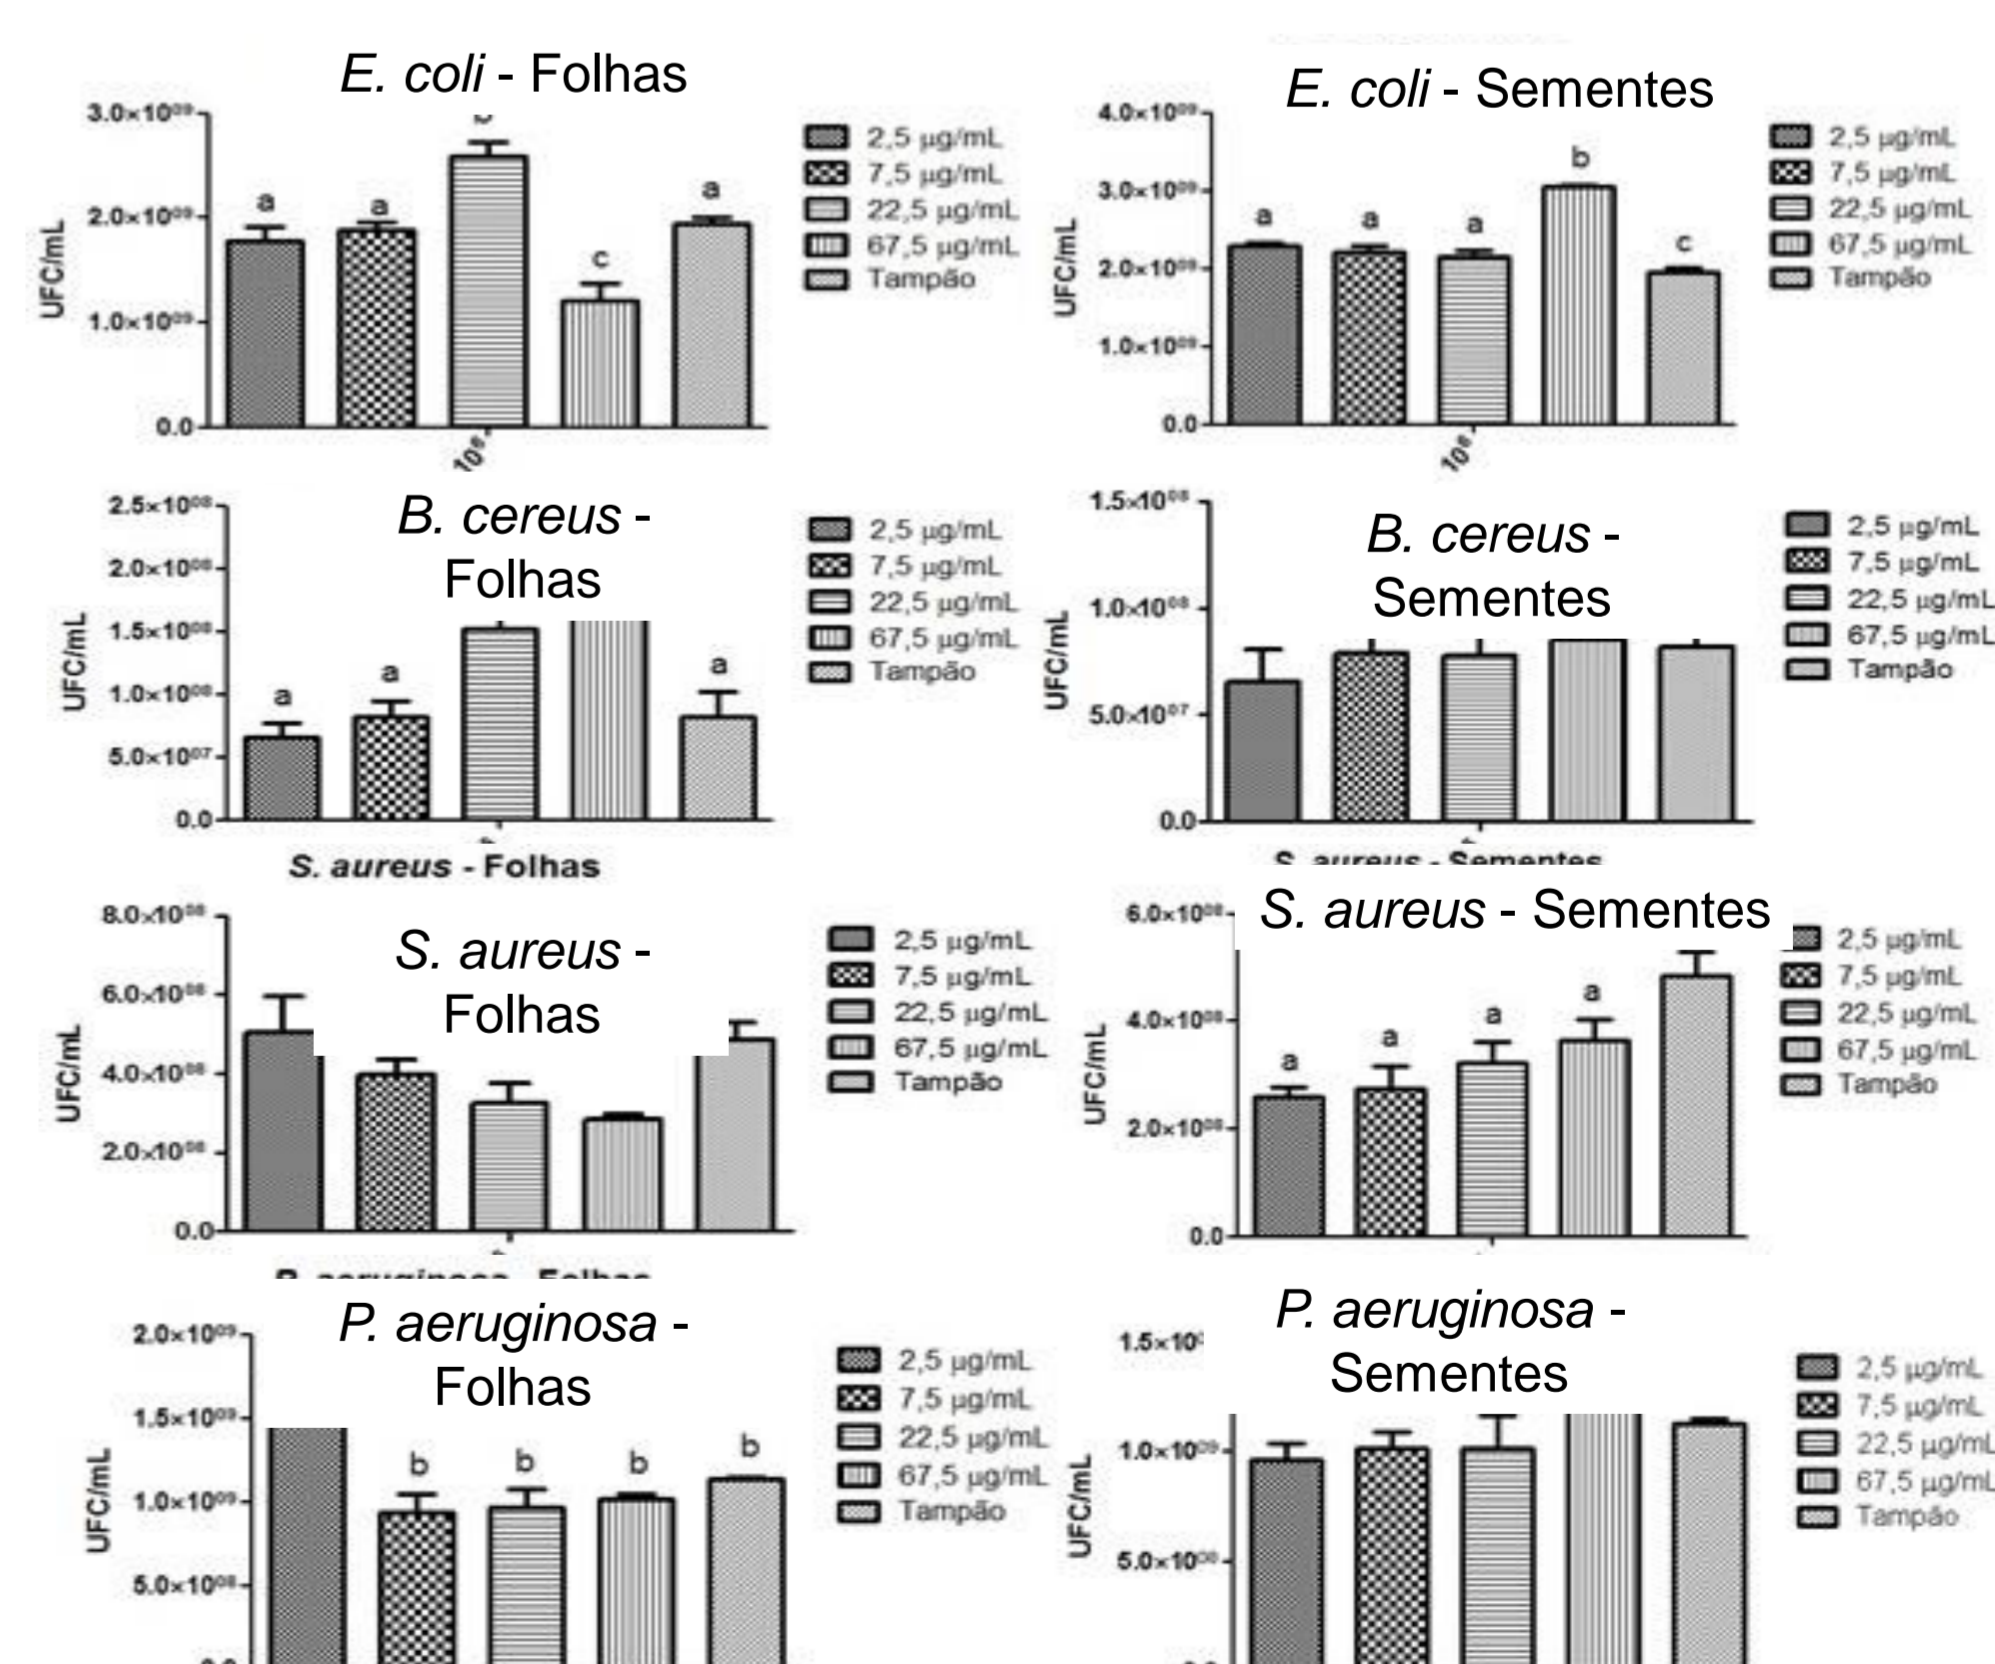 E. coli - Folhas
3.0×10⁰⁹
2.0×10⁰⁹
1.0×10⁰⁹
0.0
UFC/mL
a
a
b
c
a
10⁶
2,5 µg/mL
7,5 µg/mL
22,5 µg/mL
67,5 µg/mL
Tampão
E. coli - Sementes
4.0×10⁰⁹
3.0×10⁰⁹
2.0×10⁰⁹
1.0×10⁰⁹
0.0
UFC/mL
a
a
a
b
c
10⁶
2,5 µg/mL
7,5 µg/mL
22,5 µg/mL
67,5 µg/mL
Tampão
B. cereus -
Folhas
2.5×10⁰⁸
2.0×10⁰⁸
1.5×10⁰⁸
1.0×10⁰⁸
5.0×10⁰⁷
0.0
UFC/mL
a
a
a
2,5 µg/mL
7,5 µg/mL
22,5 µg/mL
67,5 µg/mL
Tampão
B. cereus -
Sementes
1.5×10⁰⁸
1.0×10⁰⁸
5.0×10⁰⁷
0.0
UFC/mL
2,5 µg/mL
7,5 µg/mL
22,5 µg/mL
67,5 µg/mL
Tampão
S. aureus - Folhas
S. aureus -
Folhas
8.0×10⁰⁸
6.0×10⁰⁸
4.0×10⁰⁸
2.0×10⁰⁸
0.0
UFC/mL
2,5 µg/mL
7,5 µg/mL
22,5 µg/mL
67,5 µg/mL
Tampão
S. aureus - Sementes
S. aureus - Sementes
6.0×10⁰⁸
4.0×10⁰⁸
2.0×10⁰⁸
0.0
UFC/mL
a
a
a
a
2,5 µg/mL
7,5 µg/mL
22,5 µg/mL
67,5 µg/mL
Tampão
P. aeruginosa - Folhas
P. aeruginosa -
Folhas
2.0×10⁰⁹
1.5×10⁰⁹
1.0×10⁰⁹
5.0×10⁰⁸
UFC/mL
b
b
b
b
2,5 µg/mL
7,5 µg/mL
22,5 µg/mL
67,5 µg/mL
Tampão
P. aeruginosa -
Sementes
1.5×10
1.0×10⁰⁹
5.0×10⁰⁸
UFC/mL
2,5 µg/mL
7,5 µg/mL
22,5 µg/mL
67,5 µg/mL
Tampão